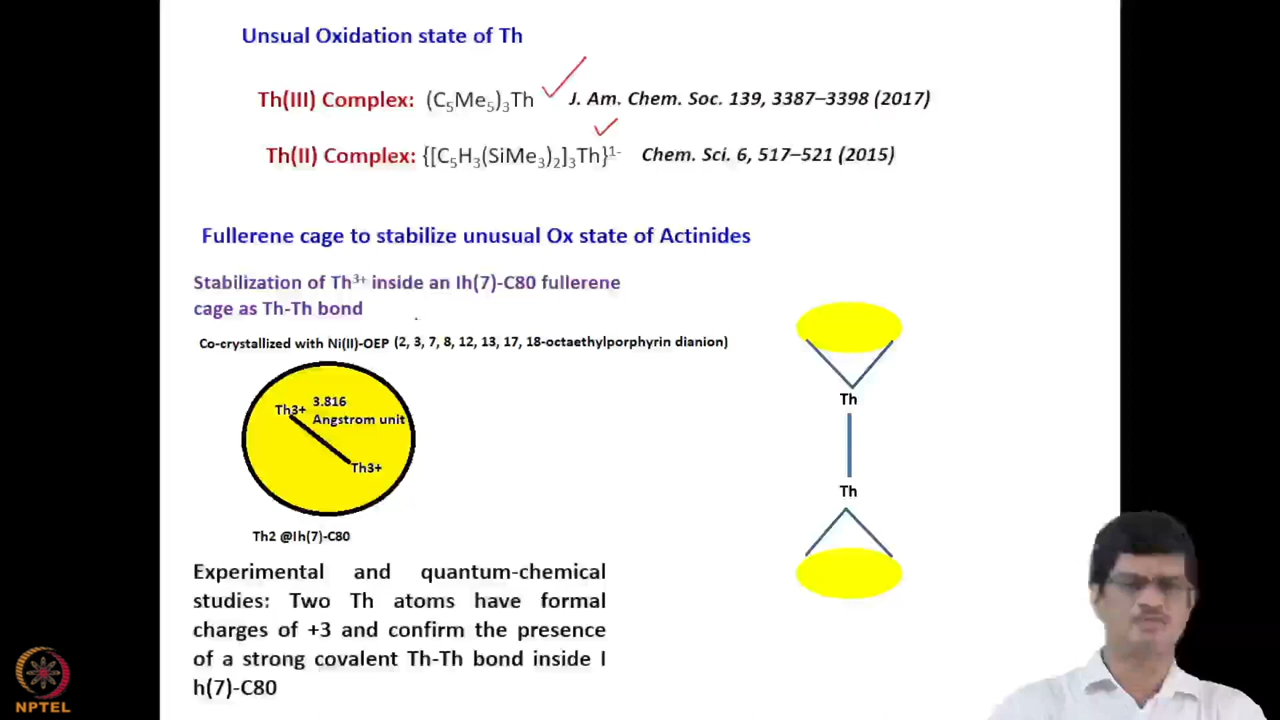 Unsual Oxidation state of Th
Th(III) Complex: (C₅Me₅)₃Th J. Am. Chem. Soc. 139, 3387–3398 (2017)
Th(II) Complex: {[C₅H₃(SiMe₃)₂]₃Th}¹⁻ Chem. Sci. 6, 517–521 (2015)
Fullerene cage to stabilize unusual Ox state of Actinides
Stabilization of Th³⁺ inside an Ih(7)-C80 fullerene
cage as Th-Th bond
Co-crystallized with Ni(II)-OEP (2, 3, 7, 8, 12, 13, 17, 18-octaethylporphyrin dianion)
3.816
Th3+
Angstrom unit
Th3+
Th
Th
Th2 @Ih(7)-C80
Experimental and quantum-chemical
studies: Two Th atoms have formal
charges of +3 and confirm the presence
of a strong covalent Th-Th bond inside I
h(7)-C80
NPTEL